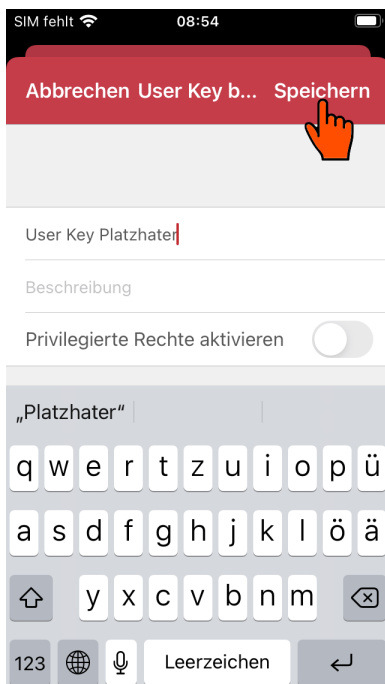 SIM fehlt 08:54
Abbrechen User Key b... Speichern
User Key Platzhater
Beschreibung
Privilegierte Rechte aktivieren
„Platzhater“
q w e r t z u i o p ü
a s d f g h j k l ö ä
y x c v b n m
123 Leerzeichen